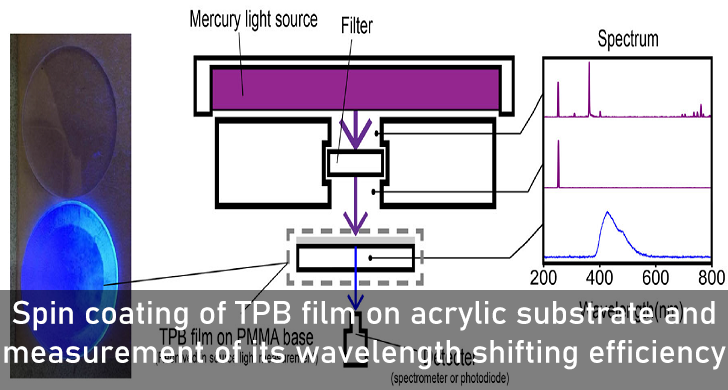 Mercury light source
Filter
Spectrum
200 400 600 800
Wavelength(nm)
TPB film on PMMA base
(spectrometer or photodiode)
Spin coating of TPB film on acrylic substrate and
measurement of its wavelength shifting efficiency